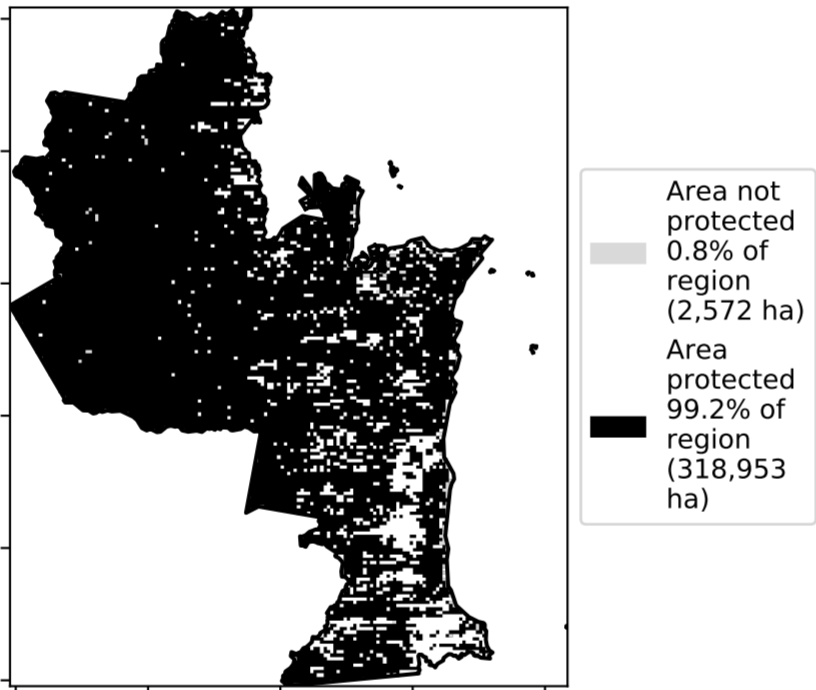 Area not
protected
0.8% of
region
(2,572 ha)
Area
protected
99.2% of
region
(318,953
ha)